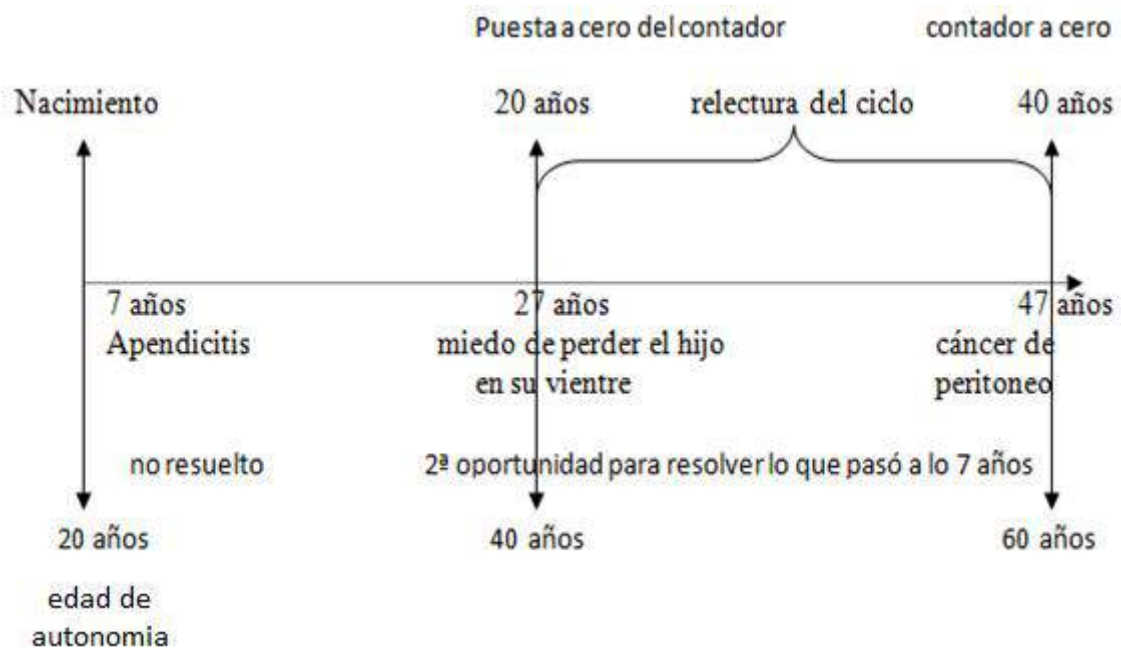 Puesta a cero del contador
contador a cero
Nacimiento
20 años
relectura del ciclo
40 años
7 años
Apendicitis
27 años
miedo de perder el hijo
en su vientre
47 años
cáncer de
peritoneo
no resuelto
2ª oportunidad para resolver lo que pasó a lo 7 años
20 años
40 años
60 años
edad de
autonomia